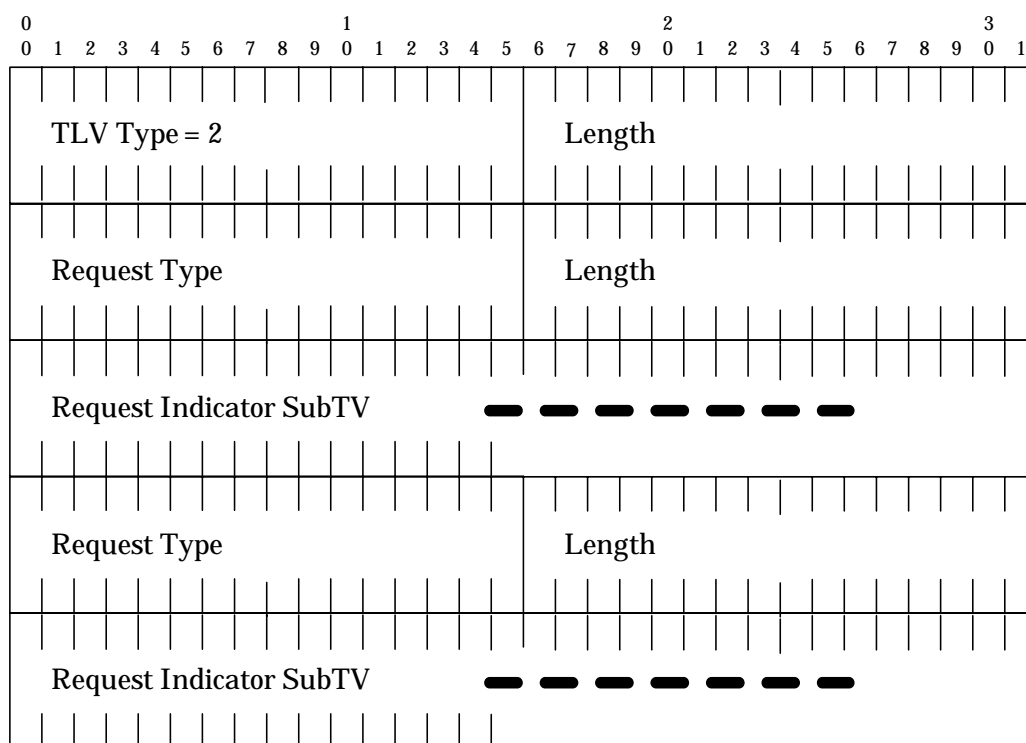 0 1 2 3
0 1 2 3 4 5 6 7 8 9 0 1 2 3 4 5 6 7 8 9 0 1 2 3 4 5 6 7 8 9 0 1
TLV Type = 2 Length
Request Type Length
Request Indicator SubTV
Request Type Length
Request Indicator SubTV